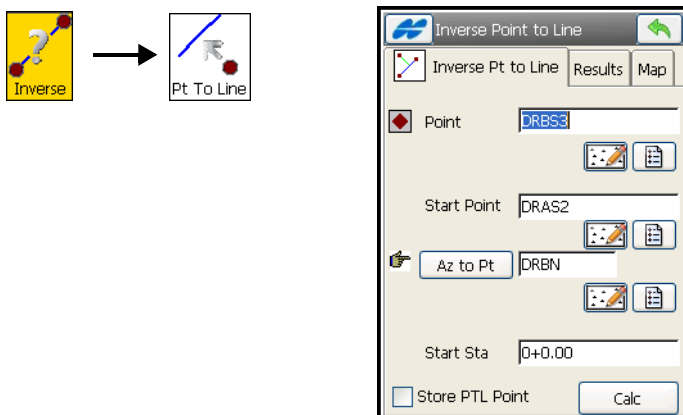 Inverse
Pt To Line
Inverse Point to Line
Inverse Pt to Line Results Map
Point DRBS3
Start Point DRAS2
Az to Pt DRBN
Start Sta 0+0.00
Store PTL Point Calc